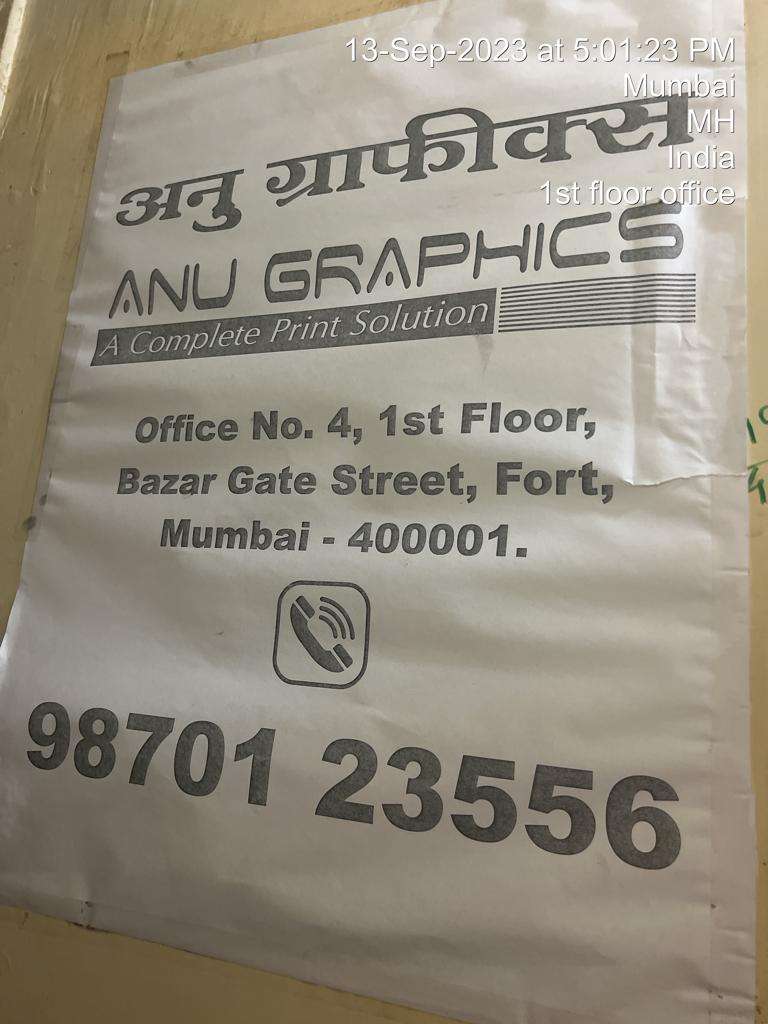 13-Sep-2023 at 5:01:23 PM
Mumbai
MH
India
1st floor office
अनु ग्राफीक्स
ANU GRAPHICS
A Complete Print Solution
Office No. 4, 1st Floor,
Bazar Gate Street, Fort,
Mumbai - 400001.
98701 23556